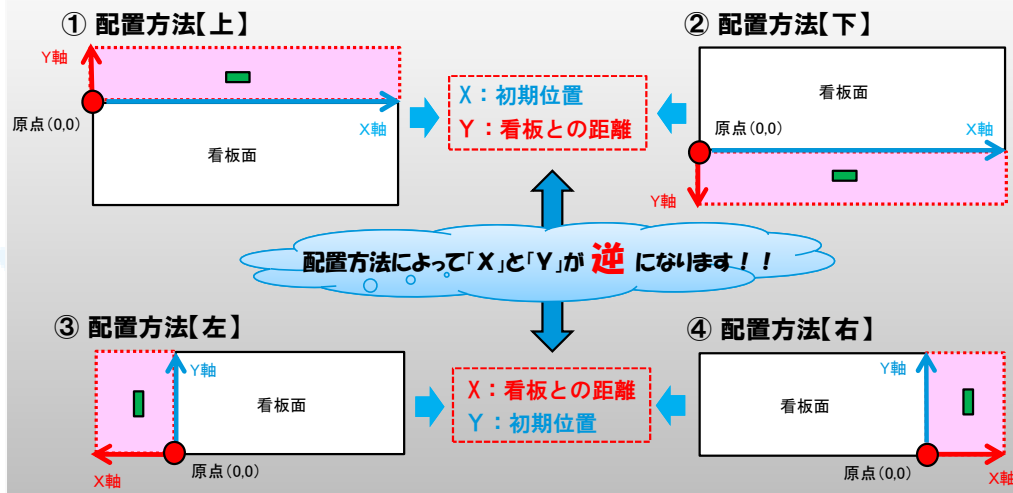 ① 配置方法【上】
Y軸
原点(0,0)
X軸
看板面
X：初期位置
Y：看板との距離
② 配置方法【下】
看板面
原点(0,0)
X軸
Y軸
配置方法によって「X」と「Y」が 逆 になります！！
③ 配置方法【左】
Y軸
看板面
原点(0,0)
X軸
X：看板との距離
Y：初期位置
④ 配置方法【右】
Y軸
看板面
原点(0,0)
X軸